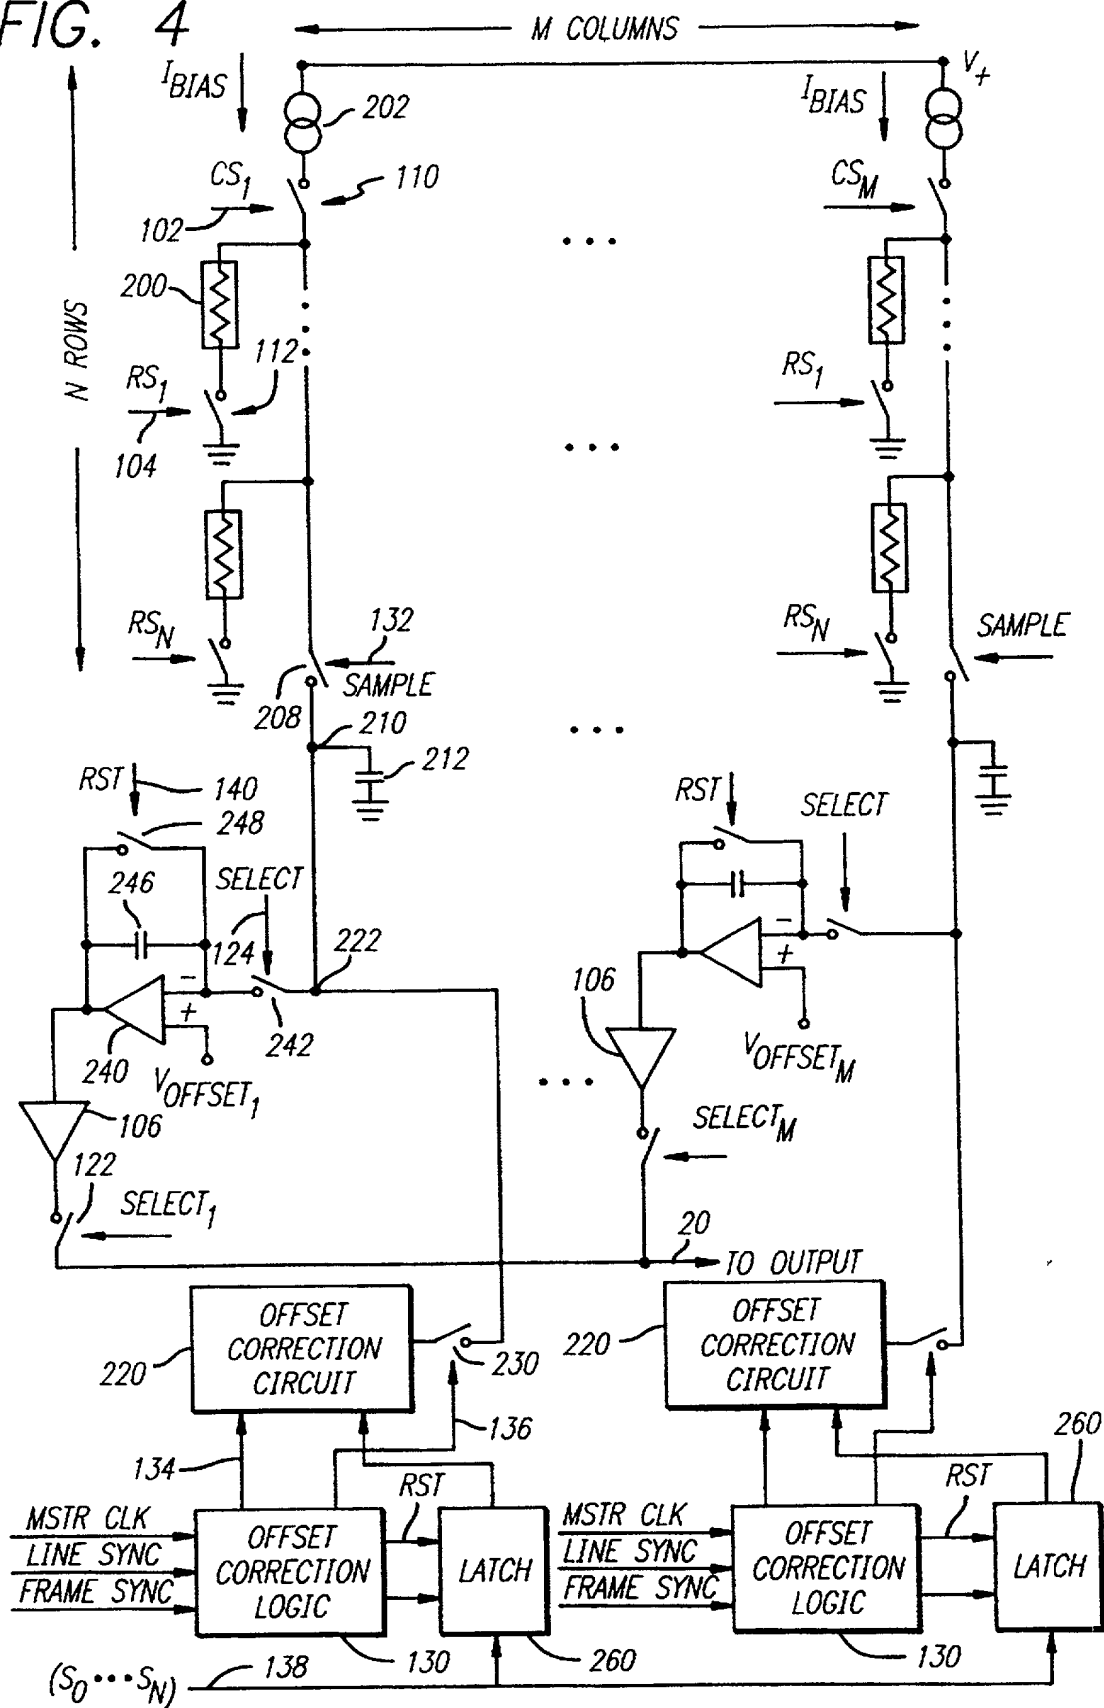 FIG. 4
M COLUMNS
I BIAS
202
I BIAS
V+
CS1
110
CSM
102
200
N ROWS
RS1
112
RS1
104
RSN
132
SAMPLE
208
RSN
SAMPLE
210
212
RST
140
248
RST
SELECT
246
SELECT
124
222
240
242
VOFFSET1
106
VOFFSETM
106
122
SELECT1
SELECTM
20
TO OUTPUT
OFFSET
CORRECTION
CIRCUIT
220
230
OFFSET
CORRECTION
CIRCUIT
220
134
136
260
MSTR CLK
LINE SYNC
FRAME SYNC
OFFSET
CORRECTION
LOGIC
RST
LATCH
MSTR CLK
LINE SYNC
FRAME SYNC
OFFSET
CORRECTION
LOGIC
RST
LATCH
130
260
130
(S0...SN)
138